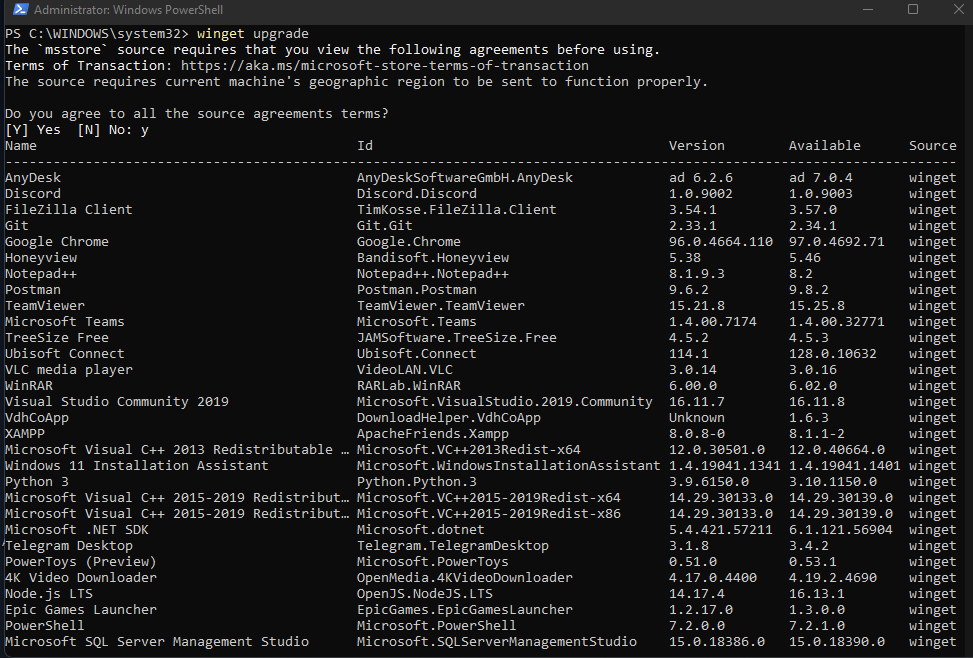 Administrator: Windows PowerShell
PS C:\WINDOWS\system32> winget upgrade
The `msstore` source requires that you view the following agreements before using.
Terms of Transaction: https://aka.ms/microsoft-store-terms-of-transaction
The source requires current machine's geographic region to be sent to function properly.
Do you agree to all the source agreements terms?
[Y] Yes  [N] No: y
Name Id Version Available Source
-----------------------------------------------------------------------------------------------------------------------
AnyDesk AnyDeskSoftwareGmbH.AnyDesk ad 6.2.6 ad 7.0.4 winget
Discord Discord.Discord 1.0.9002 1.0.9003 winget
FileZilla Client TimKosse.FileZilla.Client 3.54.1 3.57.0 winget
Git Git.Git 2.33.1 2.34.1 winget
Google Chrome Google.Chrome 96.0.4664.110 97.0.4692.71 winget
Honeyview Bandisoft.Honeyview 5.38 5.46 winget
Notepad++ Notepad++.Notepad++ 8.1.9.3 8.2 winget
Postman Postman.Postman 9.6.2 9.8.2 winget
TeamViewer TeamViewer.TeamViewer 15.21.8 15.25.8 winget
Microsoft Teams Microsoft.Teams 1.4.00.7174 1.4.00.32771 winget
TreeSize Free JAMSoftware.TreeSize.Free 4.5.2 4.5.3 winget
Ubisoft Connect Ubisoft.Connect 114.1 128.0.10632 winget
VLC media player VideoLAN.VLC 3.0.14 3.0.16 winget
WinRAR RARLab.WinRAR 6.00.0 6.02.0 winget
Visual Studio Community 2019 Microsoft.VisualStudio.2019.Community 16.11.7 16.11.8 winget
VdhCoApp DownloadHelper.VdhCoApp Unknown 1.6.3 winget
XAMPP ApacheFriends.Xampp 8.0.8-0 8.1.1-2 winget
Microsoft Visual C++ 2013 Redistributable … Microsoft.VC++2013Redist-x64 12.0.30501.0 12.0.40664.0 winget
Windows 11 Installation Assistant Microsoft.WindowsInstallationAssistant 1.4.19041.1341 1.4.19041.1401 winget
Python 3 Python.Python.3 3.9.6150.0 3.10.1150.0 winget
Microsoft Visual C++ 2015-2019 Redistribut… Microsoft.VC++2015-2019Redist-x64 14.29.30133.0 14.29.30139.0 winget
Microsoft Visual C++ 2015-2019 Redistribut… Microsoft.VC++2015-2019Redist-x86 14.29.30133.0 14.29.30139.0 winget
Microsoft .NET SDK Microsoft.dotnet 5.4.421.57211 6.1.121.56904 winget
Telegram Desktop Telegram.TelegramDesktop 3.1.8 3.4.2 winget
PowerToys (Preview) Microsoft.PowerToys 0.51.0 0.53.1 winget
4K Video Downloader OpenMedia.4KVideoDownloader 4.17.0.4400 4.19.2.4690 winget
Node.js LTS OpenJS.NodeJS.LTS 14.17.4 16.13.1 winget
Epic Games Launcher EpicGames.EpicGamesLauncher 1.2.17.0 1.3.0.0 winget
PowerShell Microsoft.PowerShell 7.2.0.0 7.2.1.0 winget
Microsoft SQL Server Management Studio Microsoft.SQLServerManagementStudio 15.0.18386.0 15.0.18390.0 winget